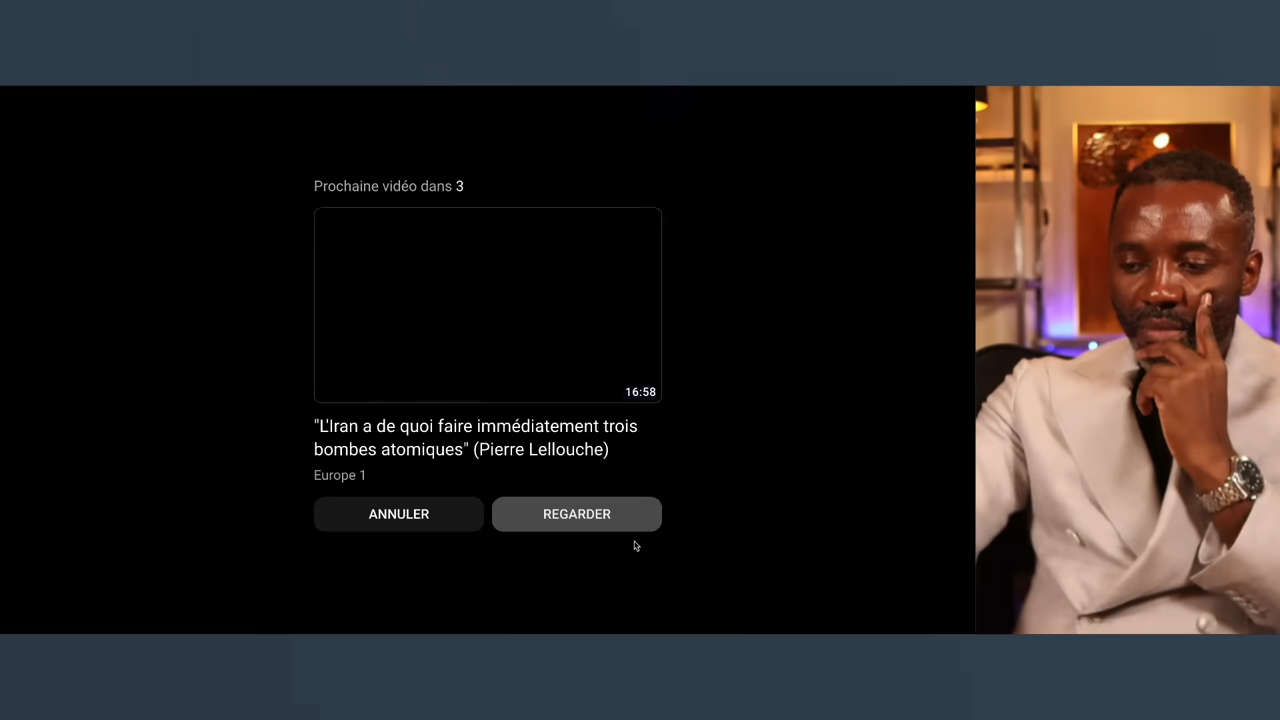 Prochaine vidéo dans 3
16:58
"L'Iran a de quoi faire immédiatement trois
bombes atomiques" (Pierre Lellouche)
Europe 1
ANNULER
REGARDER